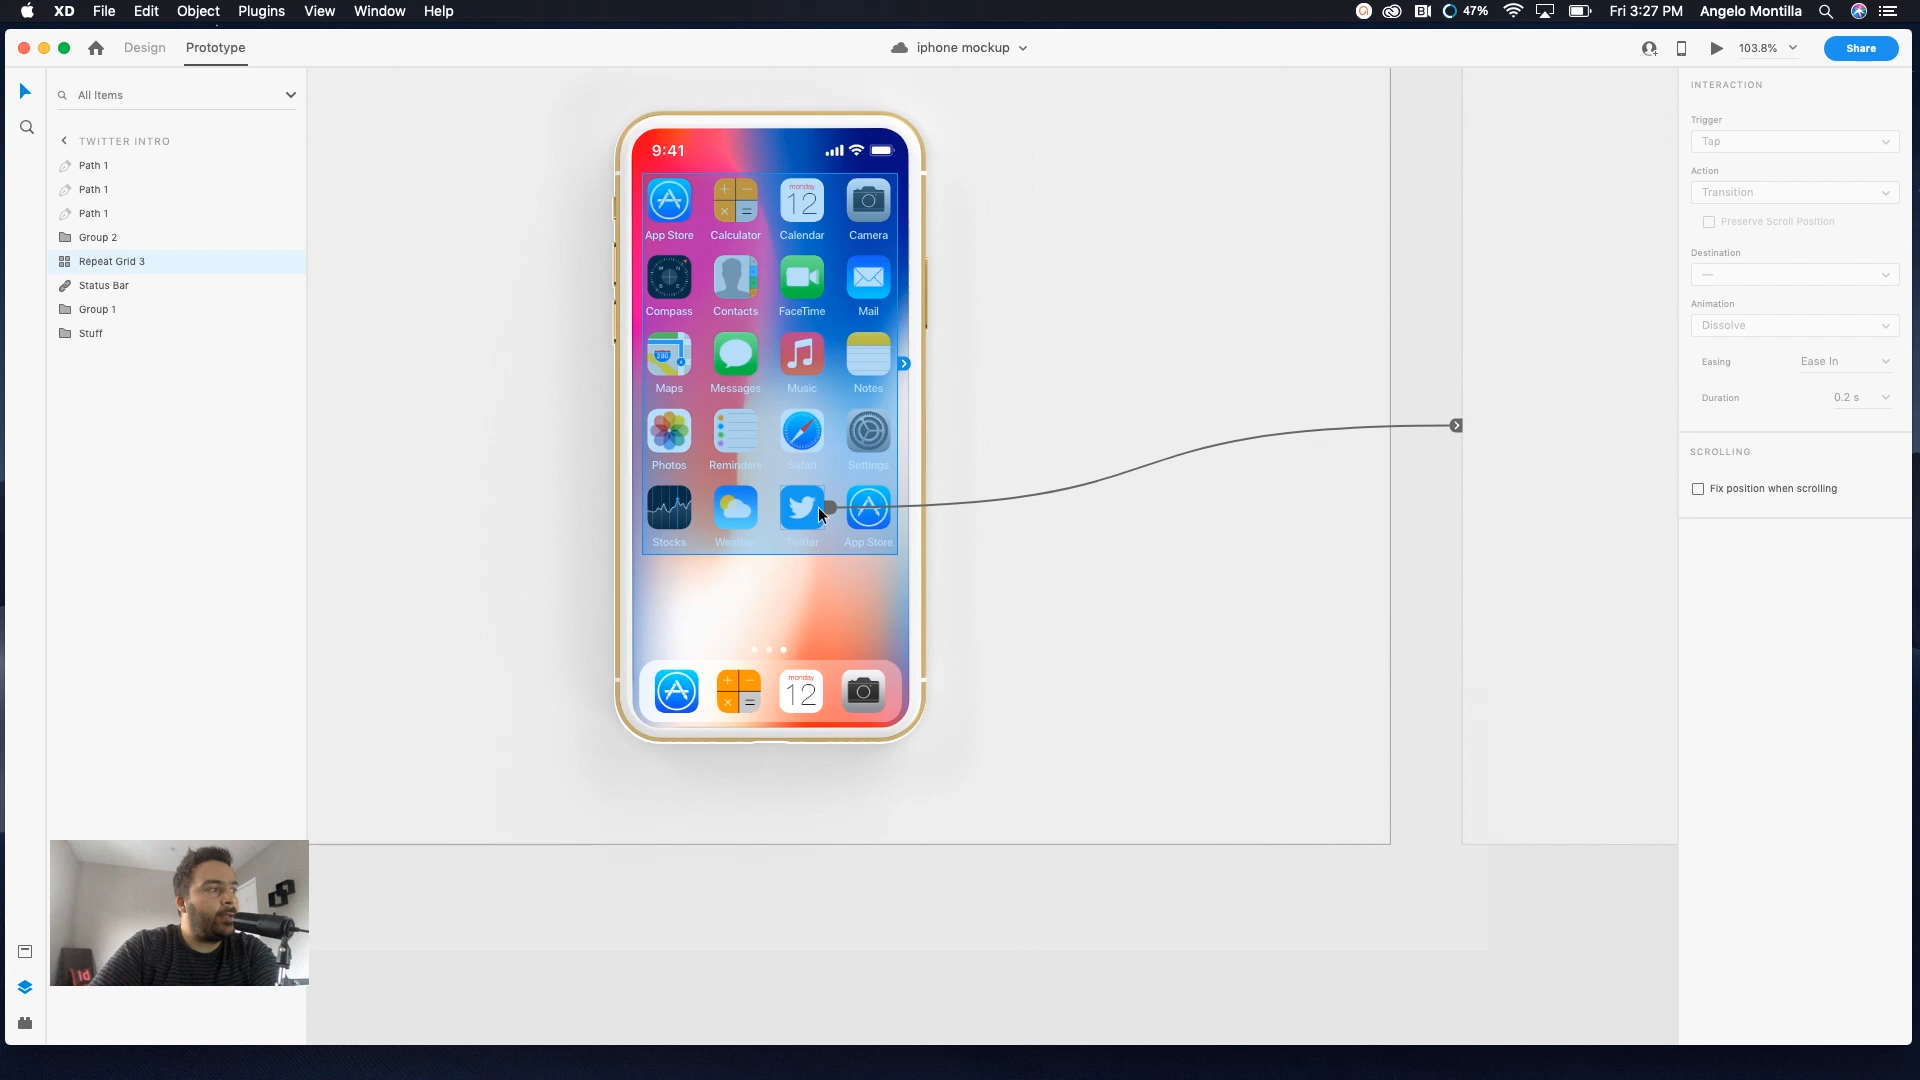 XD File Edit Object Plugins View Window Help
47% Fri 3:27 PM Angelo Montilla
Design Prototype
iphone mockup
103.8%
Share
All Items
TWITTER INTRO
Path 1
Path 1
Path 1
Group 2
Repeat Grid 3
Status Bar
Group 1
Stuff
9:41
monday
12
App Store Calculator Calendar Camera
Compass Contacts FaceTime Mail
280
Maps Messages Music Notes
Photos Reminders Safari Settings
Stocks Weather Twitter App Store
monday
12
INTERACTION
Trigger
Tap
Action
Transition
Preserve Scroll Position
Destination
—
Animation
Dissolve
Easing Ease In
Duration 0.2 s
SCROLLING
Fix position when scrolling